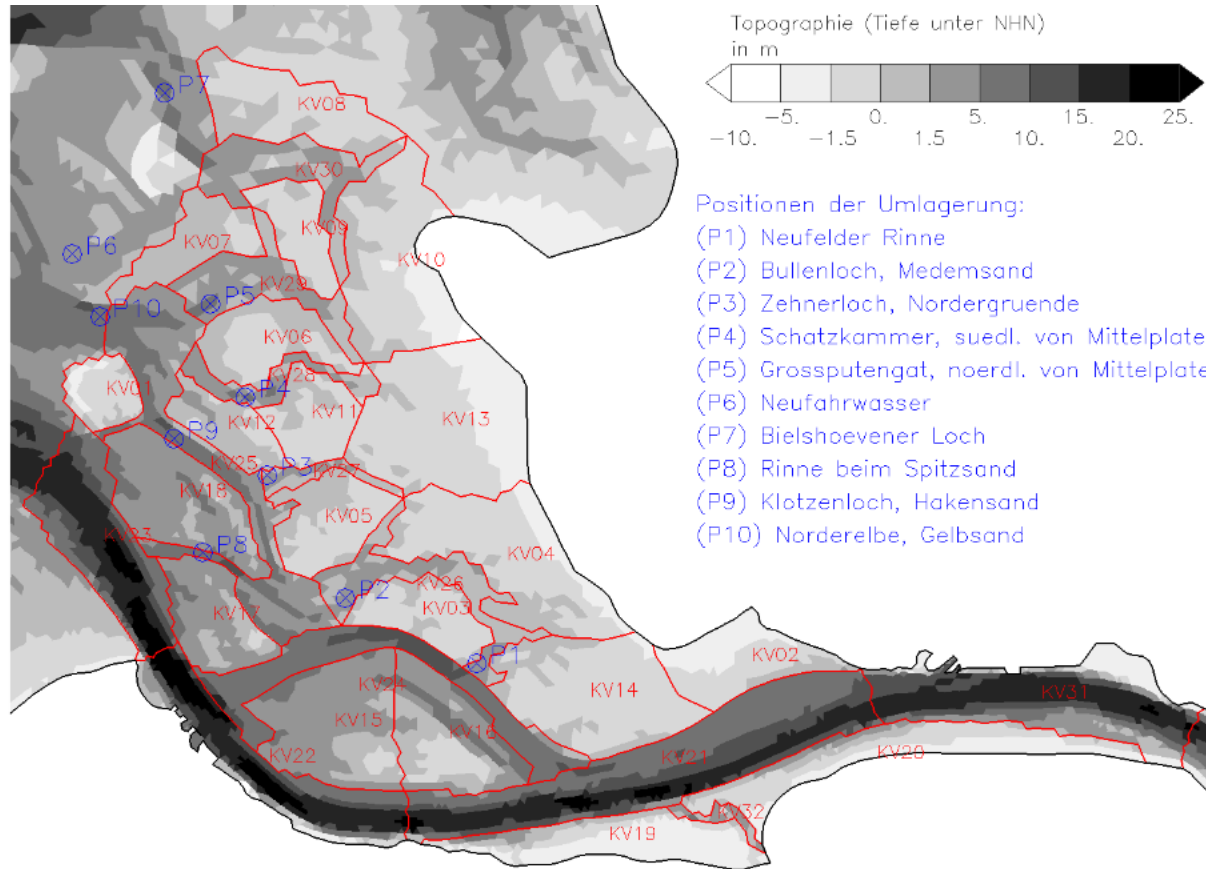 Topographie (Tiefe unter NHN)
in m
-10. -5. -1.5 0. 1.5 5. 10. 15. 20. 25.
Positionen der Umlagerung:
(P1) Neufelder Rinne
(P2) Bullenloch, Medemsand
(P3) Zehnerloch, Nordergruende
(P4) Schatzkammer, suedl. von Mittelplate
(P5) Grossputengat, noerdl. von Mittelplate
(P6) Neufahrwasser
(P7) Bielshoevener Loch
(P8) Rinne beim Spitzsand
(P9) Klotzenloch, Hakensand
(P10) Norderelbe, Gelbsand
P7
KV08
KV30
KV09
KV07
P6
KV10
KV29
P5
P10
KV06
KV28
KV01
P4
KV11
KV12
KV13
P9
KV25
P3
KV27
KV18
KV05
KV23
P8
KV04
KV26
P2
KV03
KV17
P1
KV02
KV24
KV14
KV31
KV15
KV16
KV22
KV21
KV20
KV32
KV19